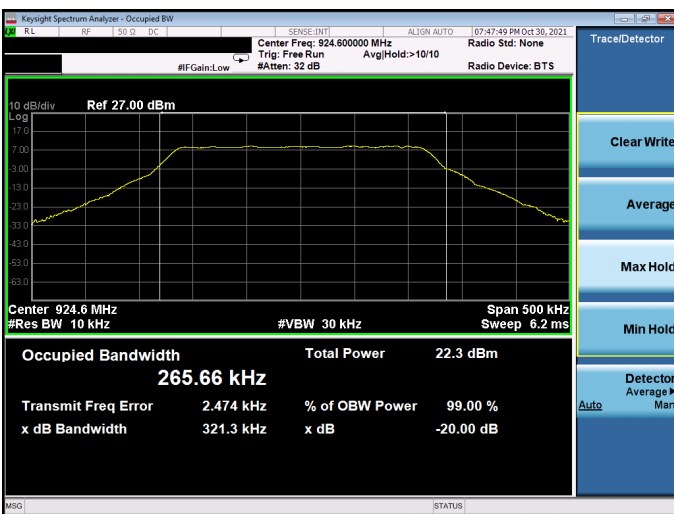 Keysight Spectrum Analyzer - Occupied BW
LXI RL RF 50 Ω DC SENSE:INT ALIGN AUTO 07:47:49 PM Oct 30, 2021
Center Freq: 924.600000 MHz Radio Std: None
Trig: Free Run Avg|Hold:>10/10
#IFGain:Low #Atten: 32 dB Radio Device: BTS
Trace/Detector
10 dB/div Ref 27.00 dBm
Log
17.0
7.00
-3.00
-13.0
-23.0
-33.0
-43.0
-53.0
-63.0
Center 924.6 MHz Span 500 kHz
#Res BW 10 kHz #VBW 30 kHz Sweep 6.2 ms
Occupied Bandwidth Total Power 22.3 dBm
265.66 kHz
Transmit Freq Error 2.474 kHz % of OBW Power 99.00 %
x dB Bandwidth 321.3 kHz x dB -20.00 dB
Clear Write
Average
Max Hold
Min Hold
Detector
Average
Auto Man
MSG STATUS